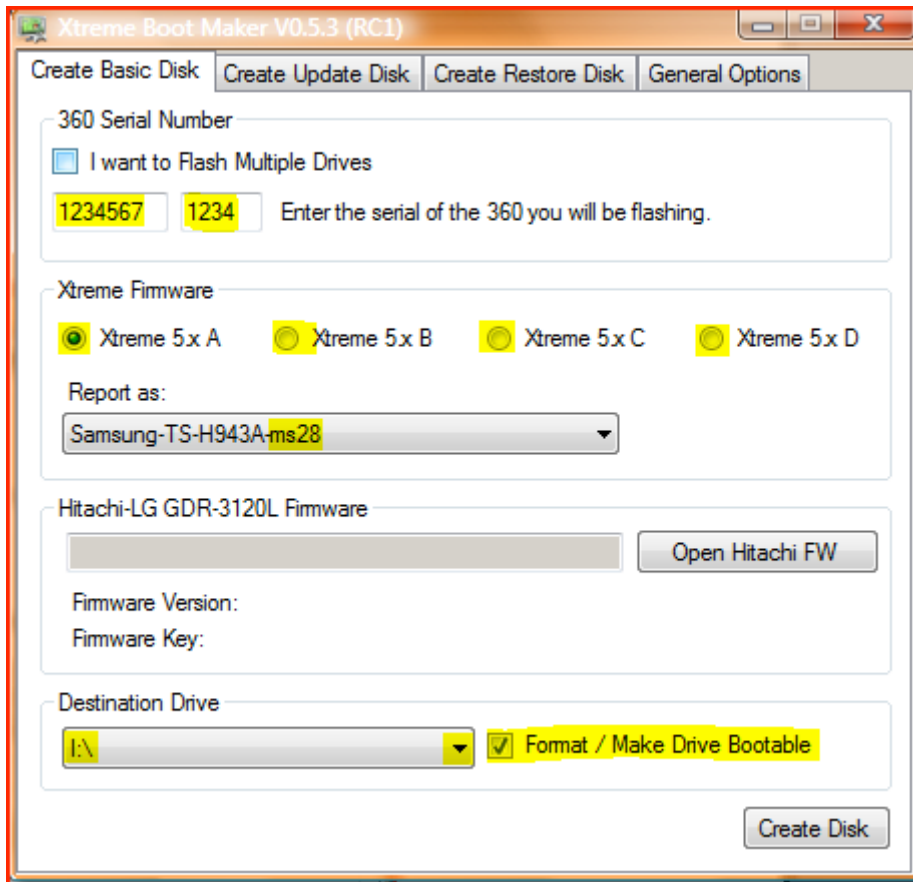 Xtreme Boot Maker V0.5.3 (RC1)
Create Basic Disk Create Update Disk Create Restore Disk General Options
360 Serial Number
I want to Flash Multiple Drives
1234567 1234 Enter the serial of the 360 you will be flashing.
Xtreme Firmware
Xtreme 5.x A Xtreme 5.x B Xtreme 5.x C Xtreme 5.x D
Report as:
Samsung-TS-H943A-ms28
Hitachi-LG GDR-3120L Firmware
Open Hitachi FW
Firmware Version:
Firmware Key:
Destination Drive
I:\ Format / Make Drive Bootable
Create Disk